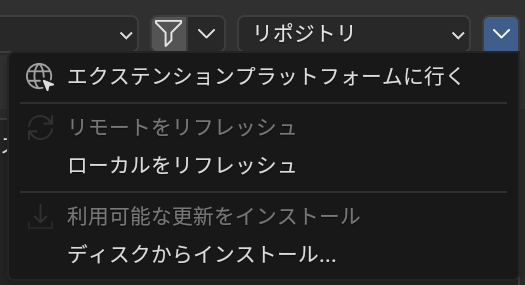 リポジトリ
エクステンションプラットフォームに行く
リモートをリフレッシュ
ローカルをリフレッシュ
利用可能な更新をインストール
ディスクからインストール...